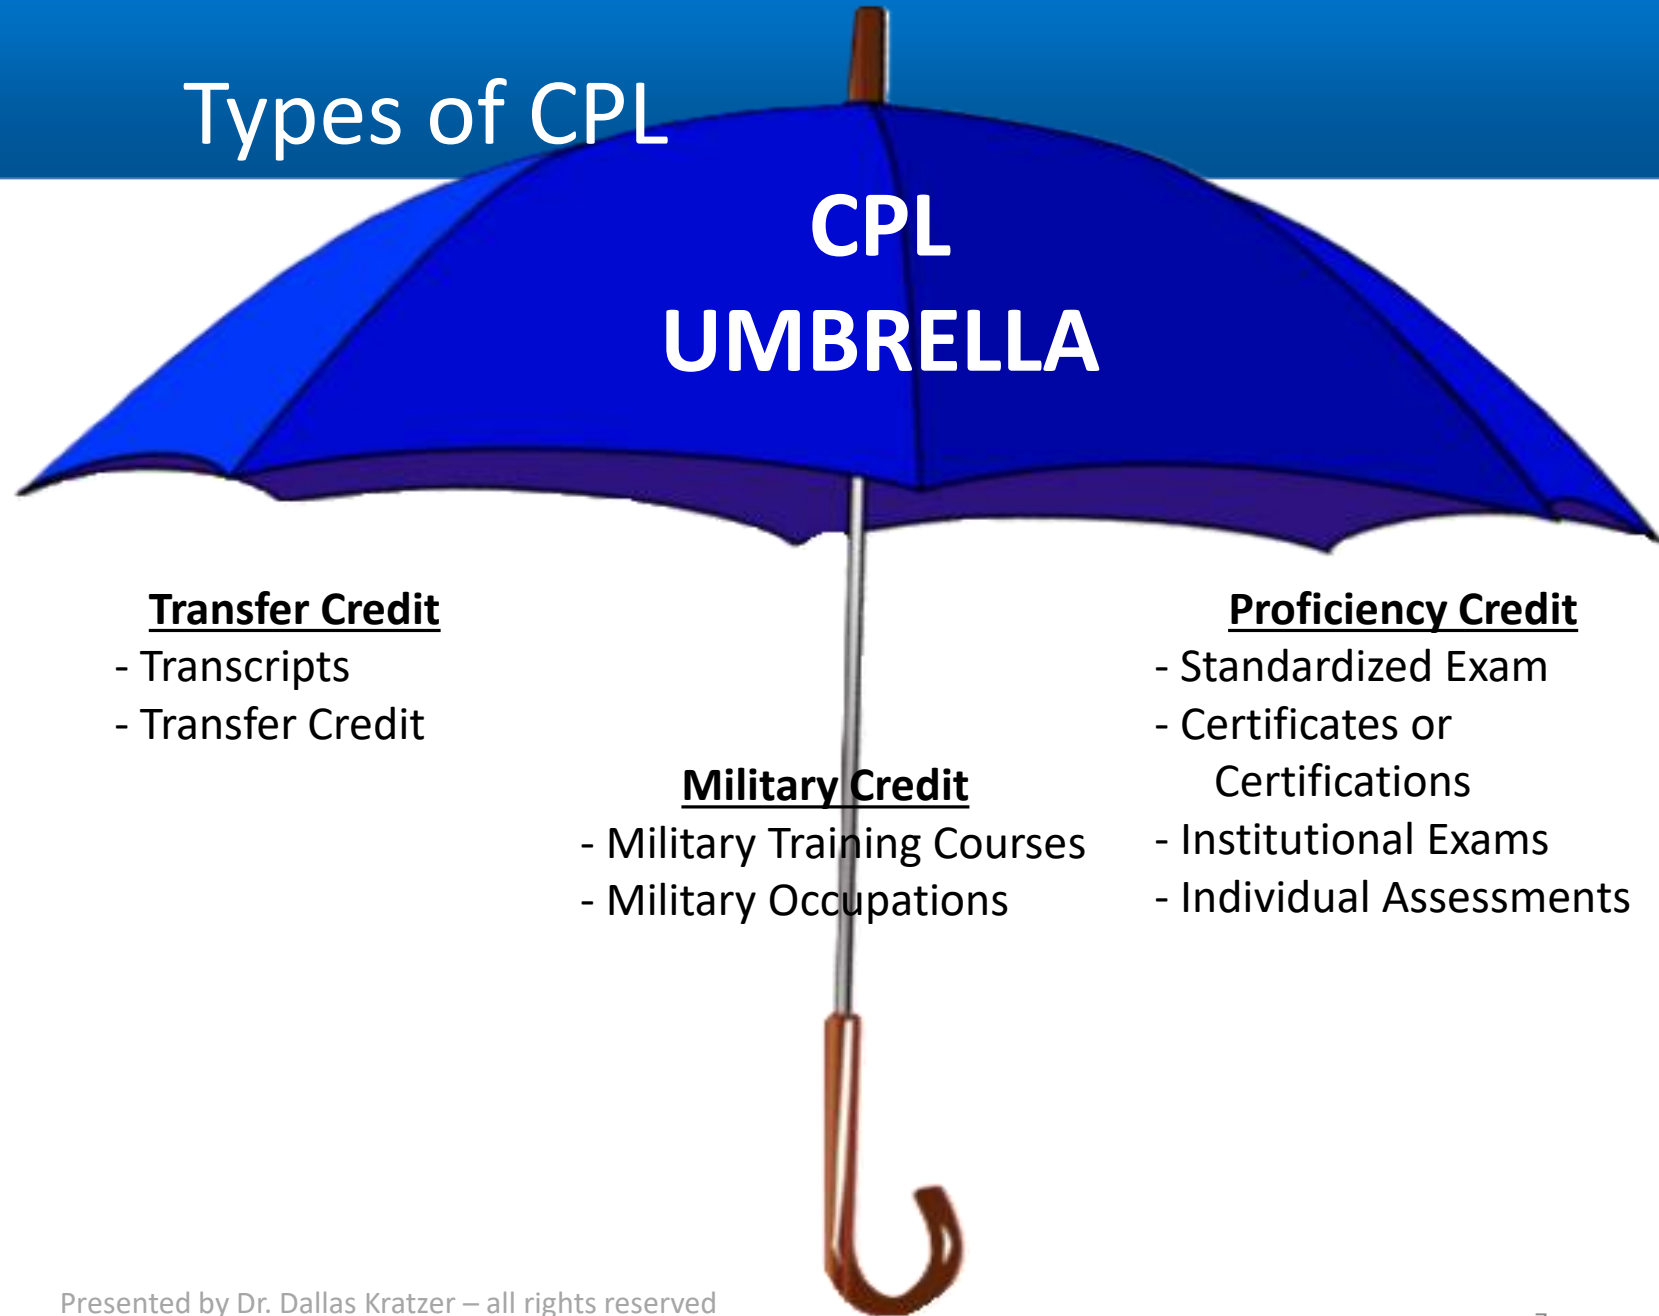 Types of CPL
CPL
UMBRELLA
Transfer Credit
- Transcripts
- Transfer Credit
Military Credit
- Military Training Courses
- Military Occupations
Proficiency Credit
- Standardized Exam
- Certificates or
Certifications
- Institutional Exams
- Individual Assessments
Presented by Dr. Dallas Kratzer – all rights reserved